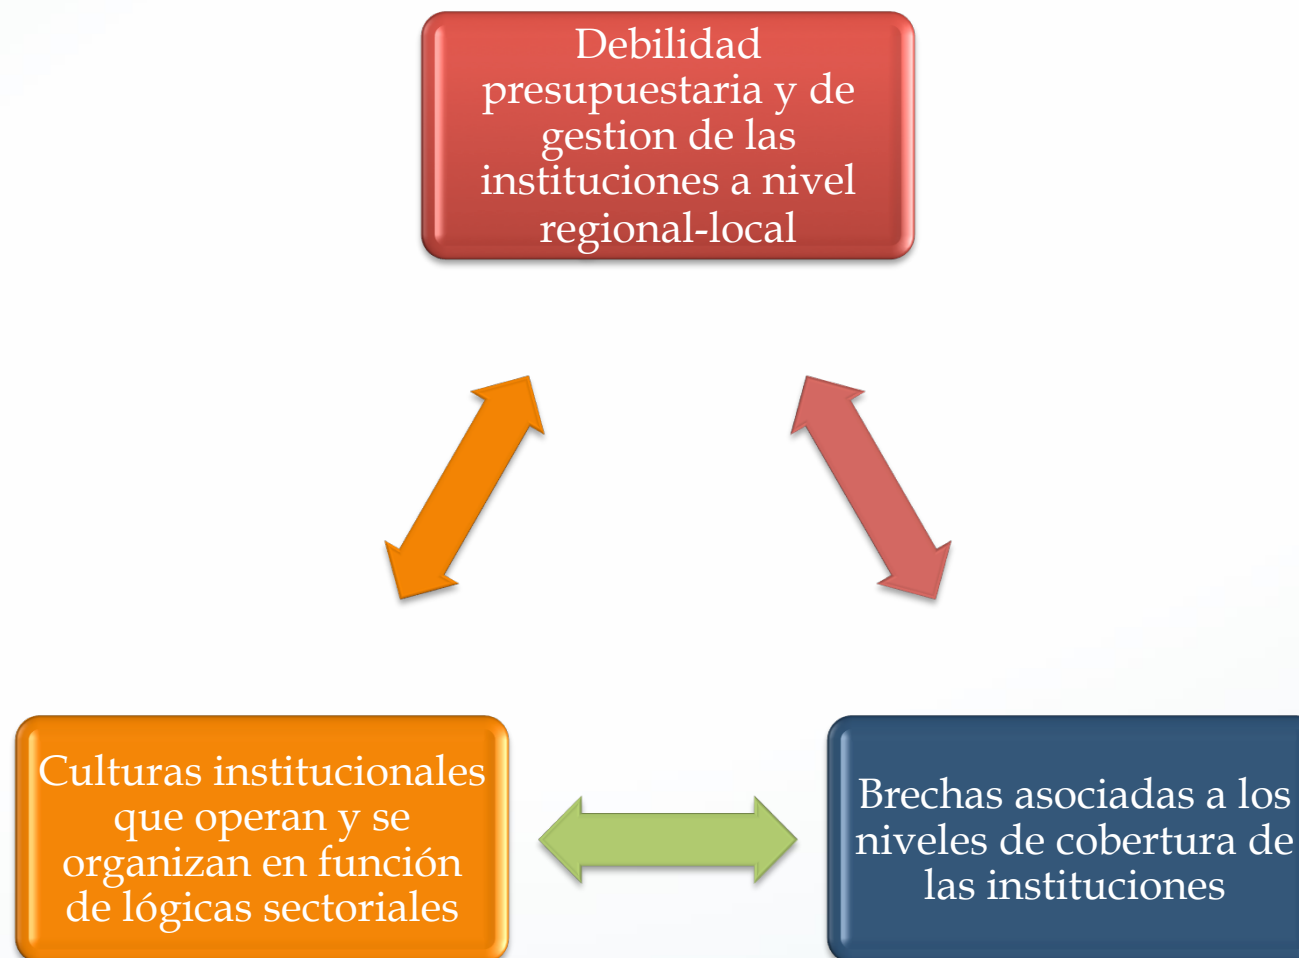 Debilidad
presupuestaria y de
gestion de las
instituciones a nivel
regional-local
Culturas institucionales
que operan y se
organizan en función
de lógicas sectoriales
Brechas asociadas a los
niveles de cobertura de
las instituciones